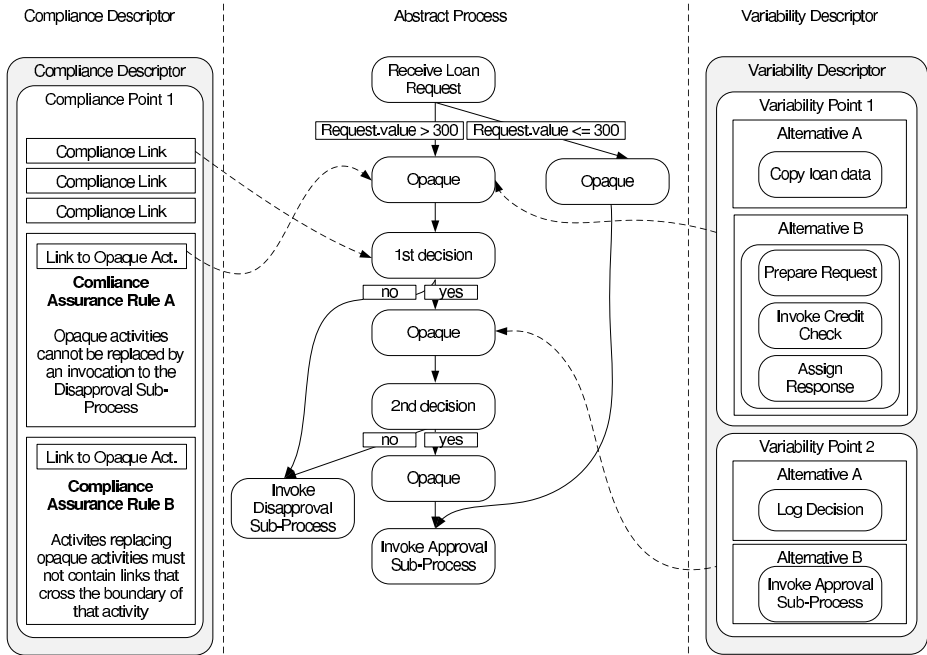 Compliance Descriptor
Abstract Process
Variability Descriptor
Compliance Descriptor
Compliance Point 1
Compliance Link
Compliance Link
Compliance Link
Link to Opaque Act.
Comliance
Assurance Rule A
Opaque activities
cannot be replaced by
an invocation to the
Disapproval Sub-
Process
Link to Opaque Act.
Compliance
Assurance Rule B
Activites replacing
opaque activities must
not contain links that
cross the boundary of
that activity
Receive Loan
Request
Request.value > 300
Request.value <= 300
Opaque
Opaque
1st decision
no
yes
Opaque
2nd decision
no
yes
Opaque
Invoke
Disapproval
Sub-Process
Invoke Approval
Sub-Process
Variability Descriptor
Variability Point 1
Alternative A
Copy loan data
Alternative B
Prepare Request
Invoke Credit
Check
Assign
Response
Variability Point 2
Alternative A
Log Decision
Alternative B
Invoke Approval
Sub-Process